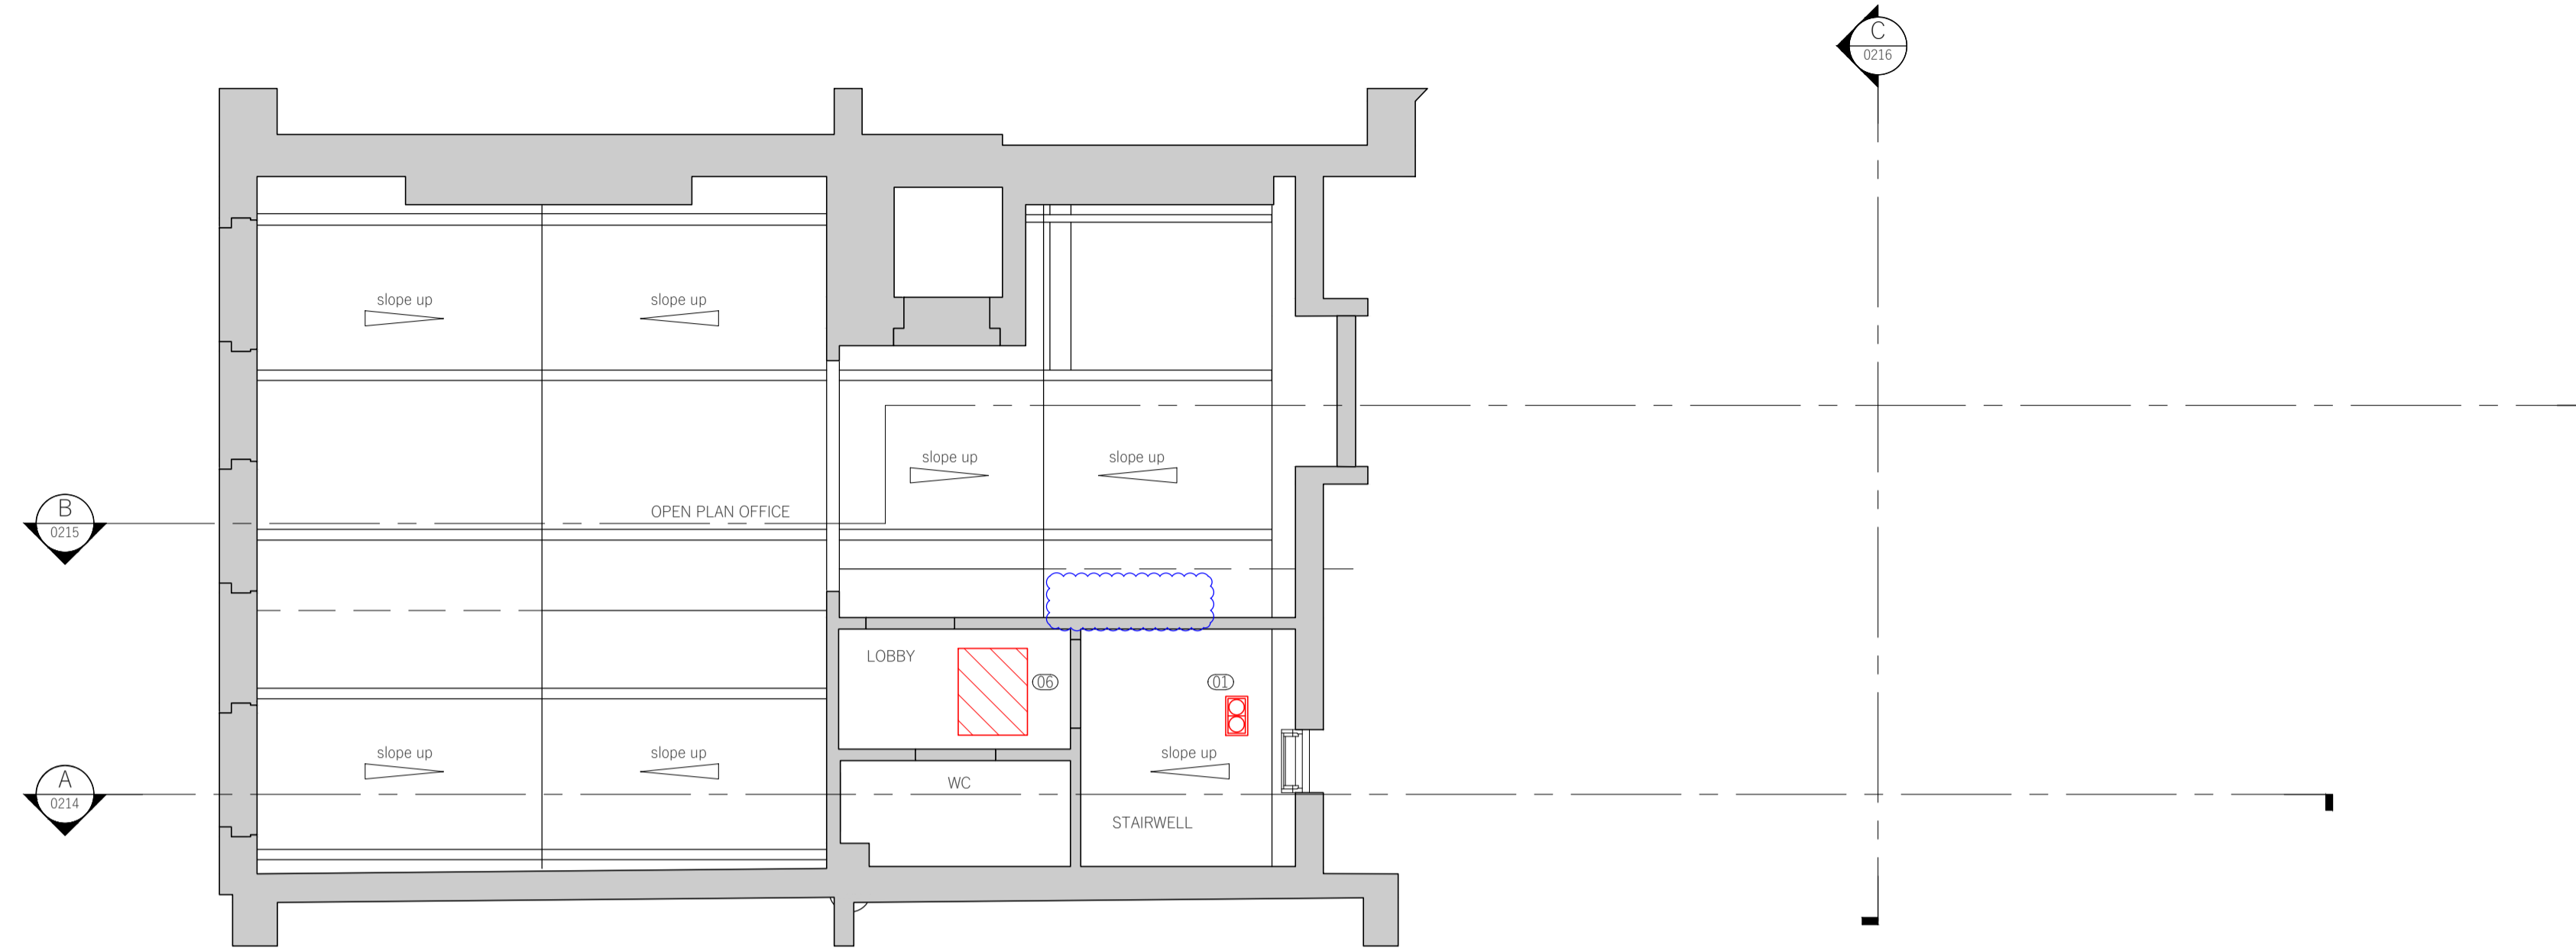 C
0216
slope up
slope up
slope up
slope up
B
0215
OPEN PLAN OFFICE
LOBBY
06
01
slope up
slope up
slope up
A
0214
WC
STAIRWELL